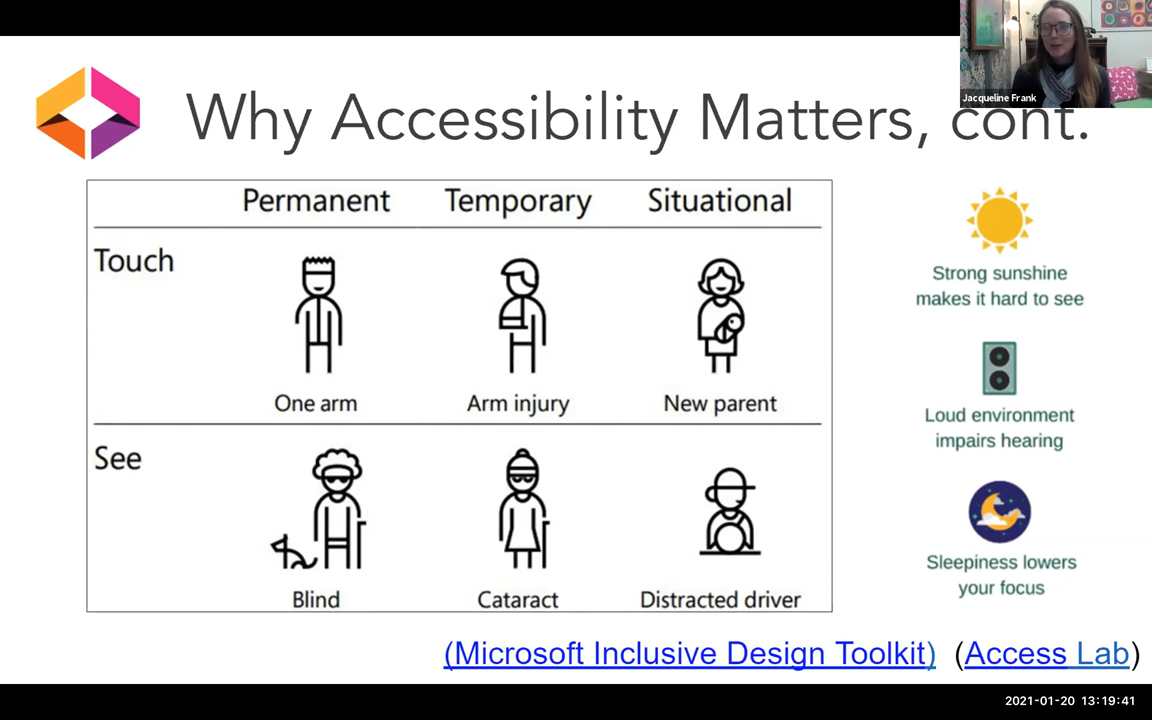 Jacqueline Frank
Why Accessibility Matters, cont.
Permanent Temporary Situational
Touch
One arm Arm injury New parent
See
Blind Cataract Distracted driver
Strong sunshine
makes it hard to see
Loud environment
impairs hearing
Sleepiness lowers
your focus
(Microsoft Inclusive Design Toolkit) (Access Lab)
2021-01-20 13:19:41